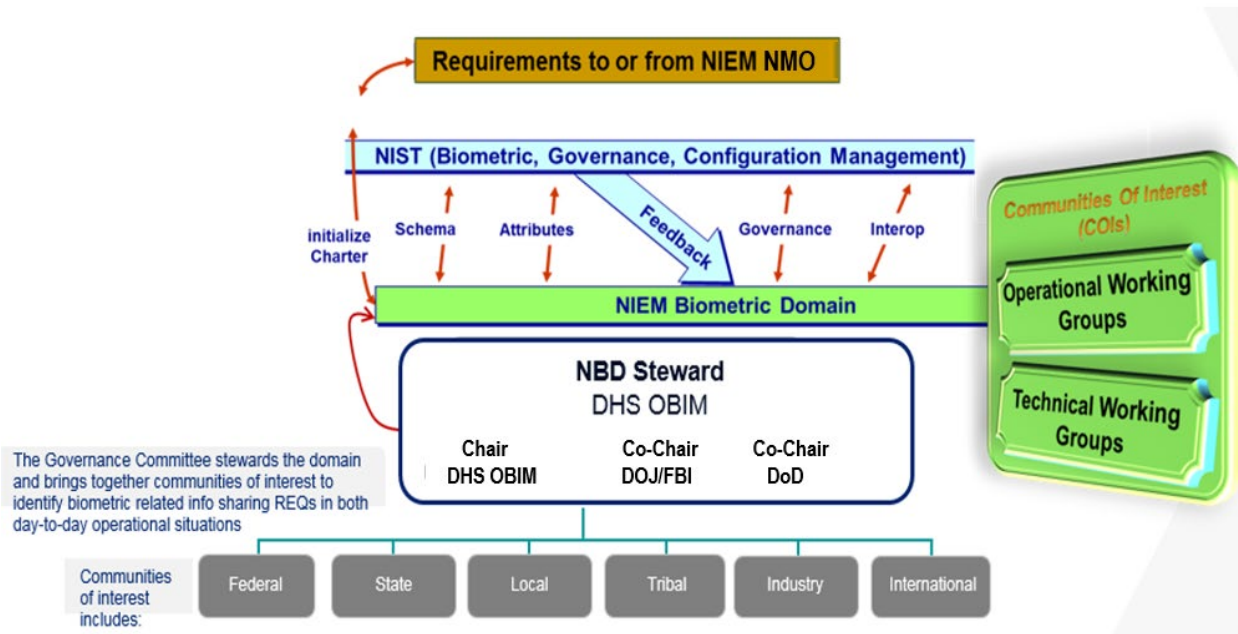 Requirements to or from NIEM NMO
NIST (Biometric, Governance, Configuration Management)
initialize
Charter
Schema
Attributes
Feedback
Governance
Interop
NIEM Biometric Domain
Communities Of Interest
(COIs)
Operational Working
Groups
Technical Working
Groups
NBD Steward
DHS OBIM
Chair
DHS OBIM
Co-Chair
DOJ/FBI
Co-Chair
DoD
The Governance Committee stewards the domain
and brings together communities of interest to
identify biometric related info sharing REQs in both
day-to-day operational situations
Communities
of interest
includes:
Federal
State
Local
Tribal
Industry
International